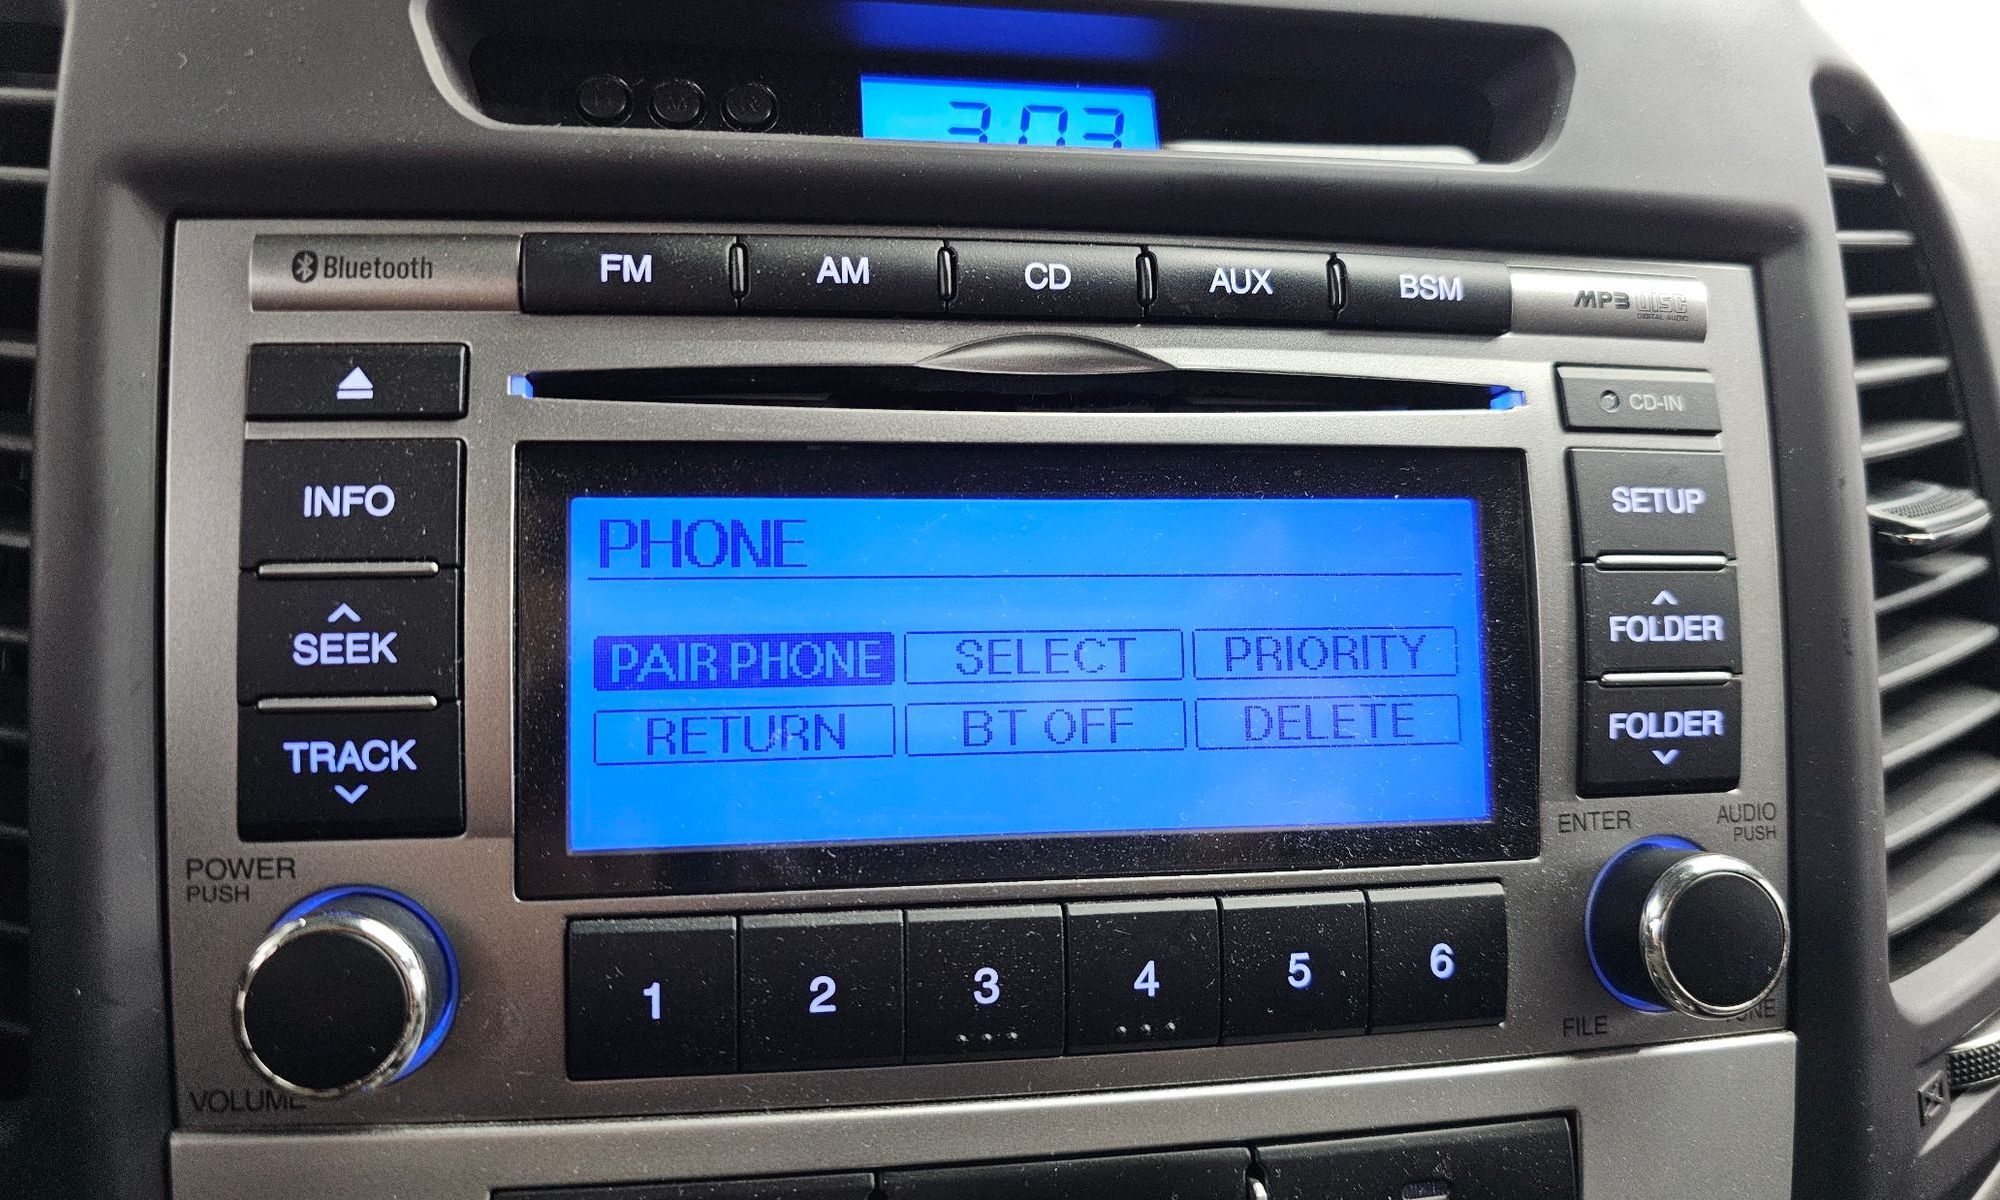 3:03
Bluetooth FM AM CD AUX BSM MP3 DISC
DIGITAL AUDIO
CD-IN
INFO
SETUP
PHONE
SEEK
FOLDER
PAIR PHONE SELECT PRIORITY
RETURN BT OFF DELETE
TRACK
FOLDER
POWER
PUSH
ENTER
AUDIO
PUSH
1 2 3 4 5 6
VOLUME
FILE
TUNE